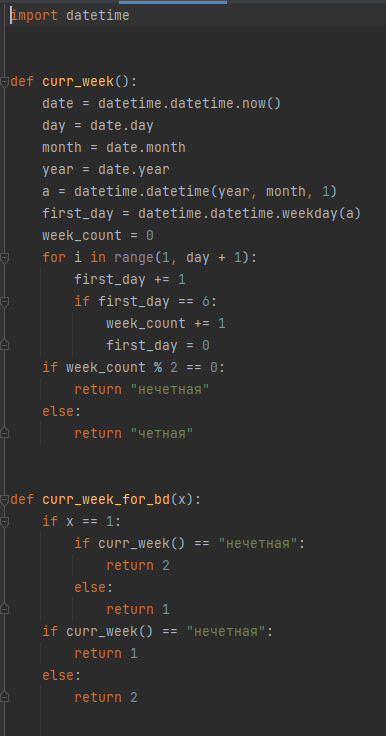 import datetime
def curr_week():
    date = datetime.datetime.now()
    day = date.day
    month = date.month
    year = date.year
    a = datetime.datetime(year, month, 1)
    first_day = datetime.datetime.weekday(a)
    week_count = 0
    for i in range(1, day + 1):
        first_day += 1
        if first_day == 6:
            week_count += 1
            first_day = 0
    if week_count % 2 == 0:
        return "нечетная"
    else:
        return "четная"
def curr_week_for_bd(x):
    if x == 1:
        if curr_week() == "нечетная":
            return 2
        else:
            return 1
    if curr_week() == "нечетная":
        return 1
    else:
        return 2